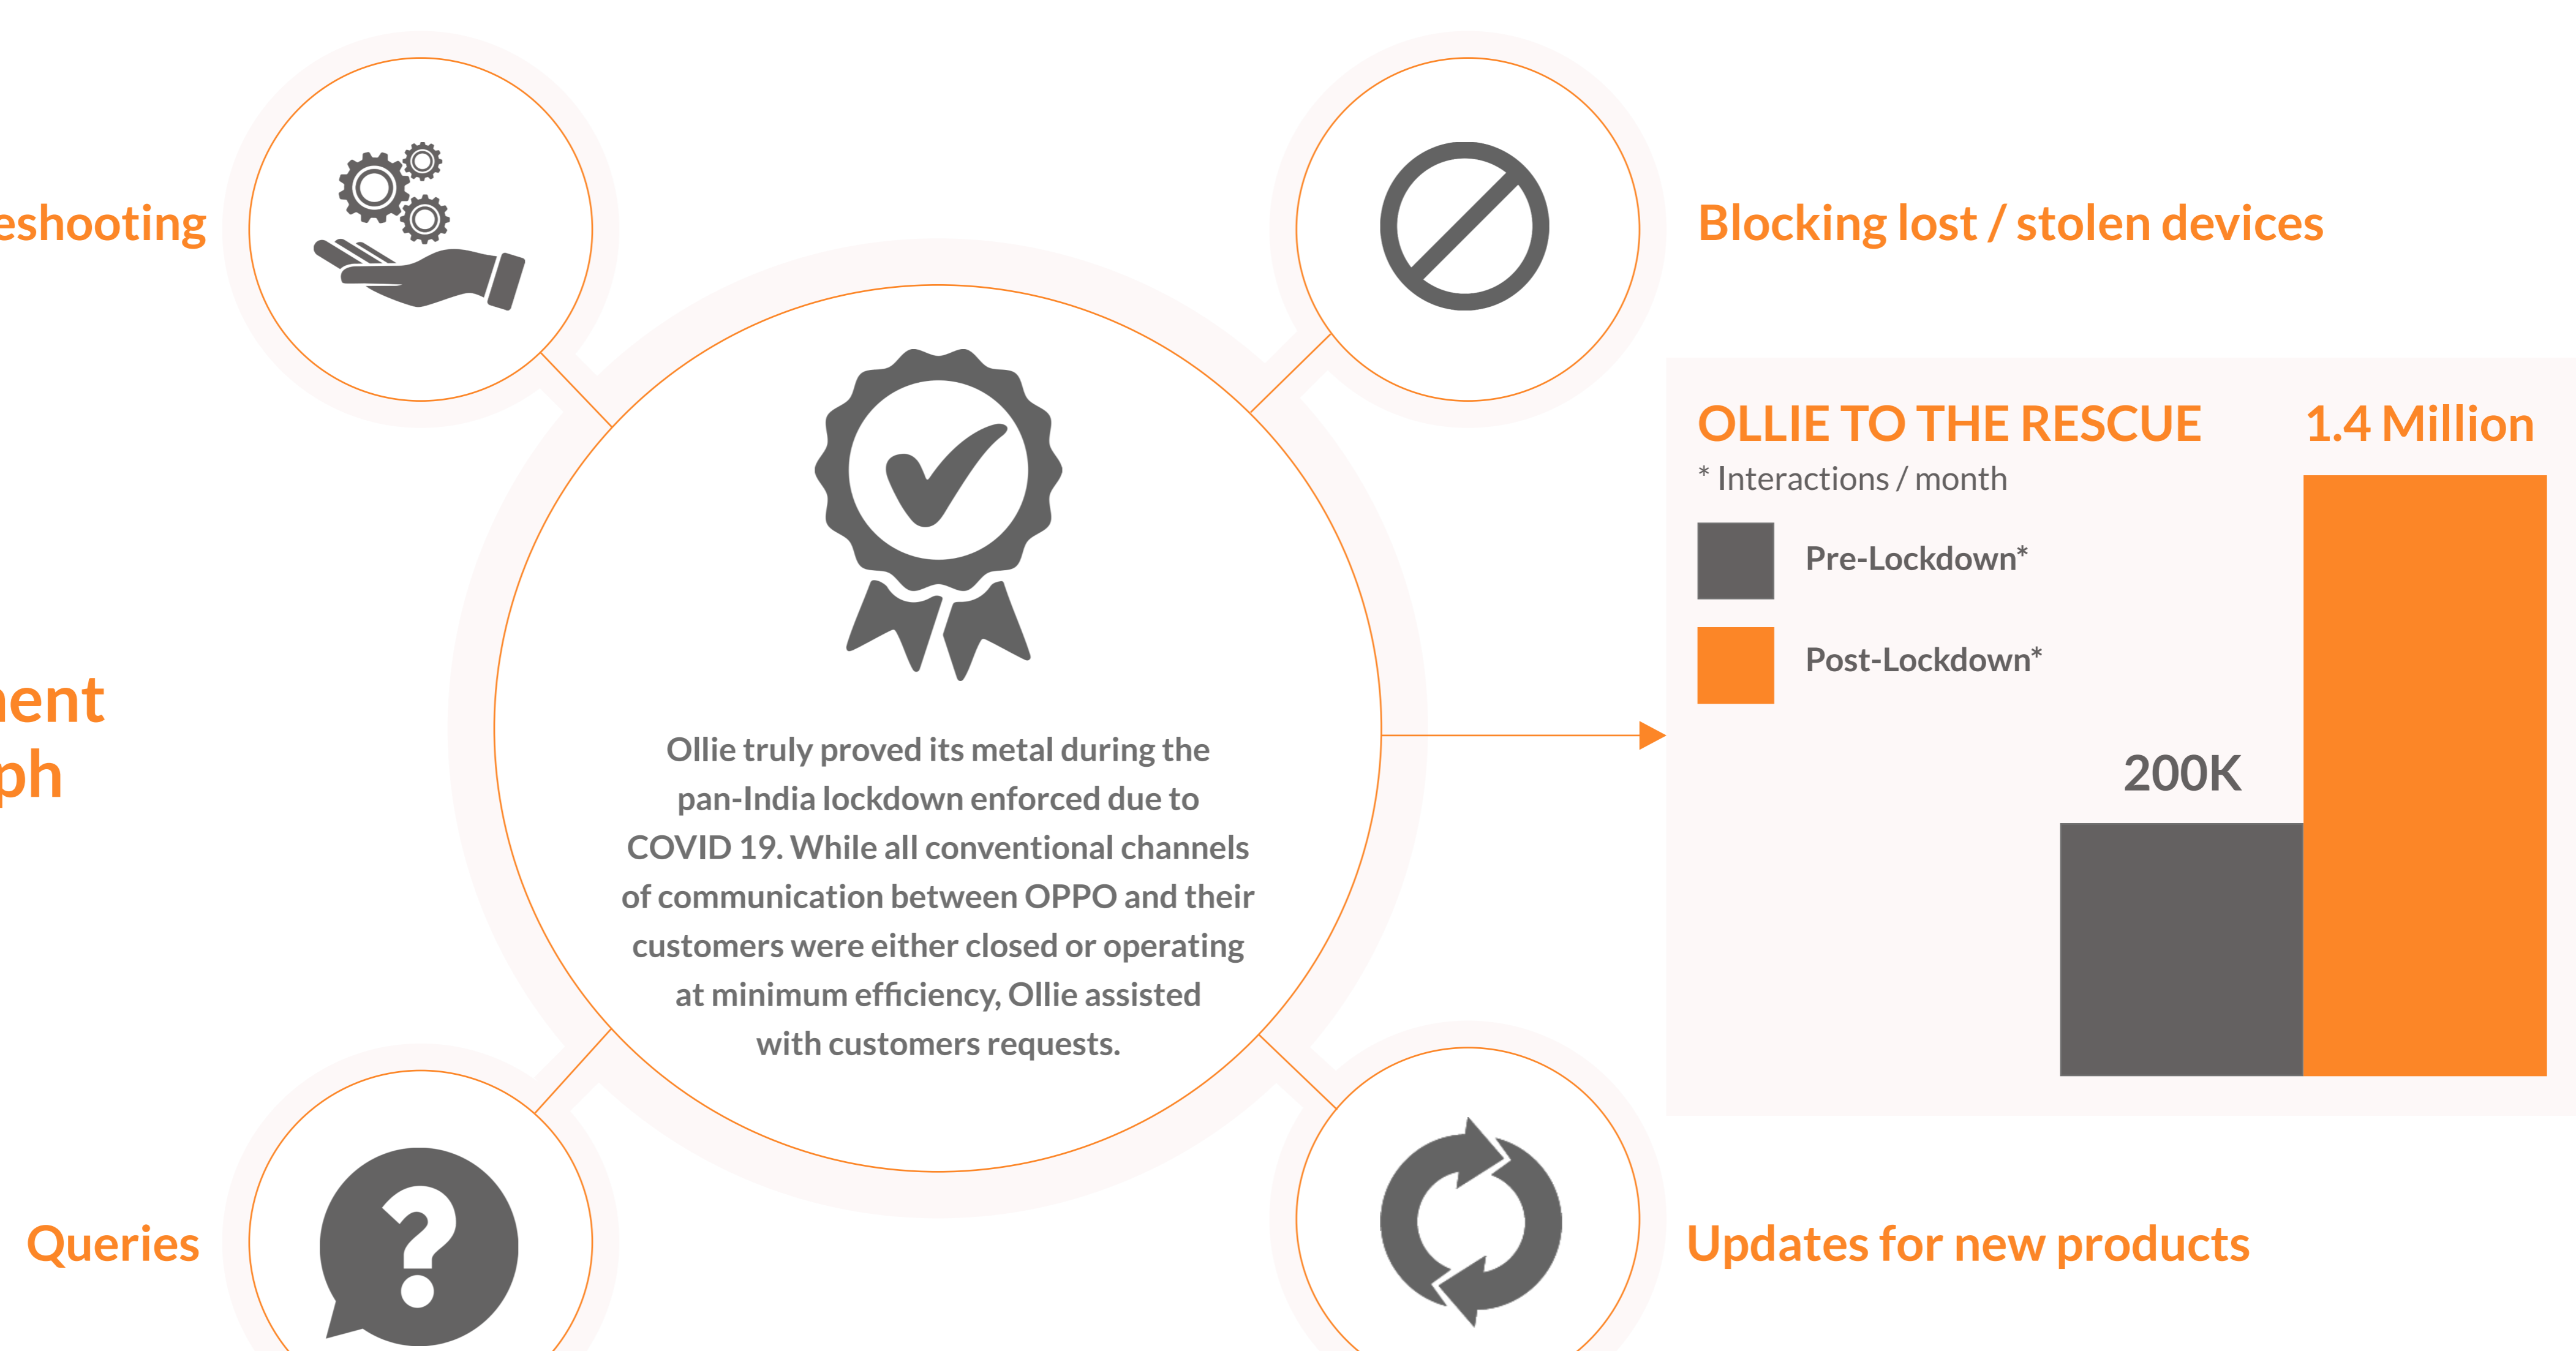 eshooting
Blocking lost / stolen devices
OLLIE TO THE RESCUE
1.4 Million
* Interactions / month
Pre-Lockdown*
Post-Lockdown*
200K
ent
ph
Ollie truly proved its metal during the
pan-India lockdown enforced due to
COVID 19. While all conventional channels
of communication between OPPO and their
customers were either closed or operating
at minimum efficiency, Ollie assisted
with customers requests.
Queries
?
Updates for new products